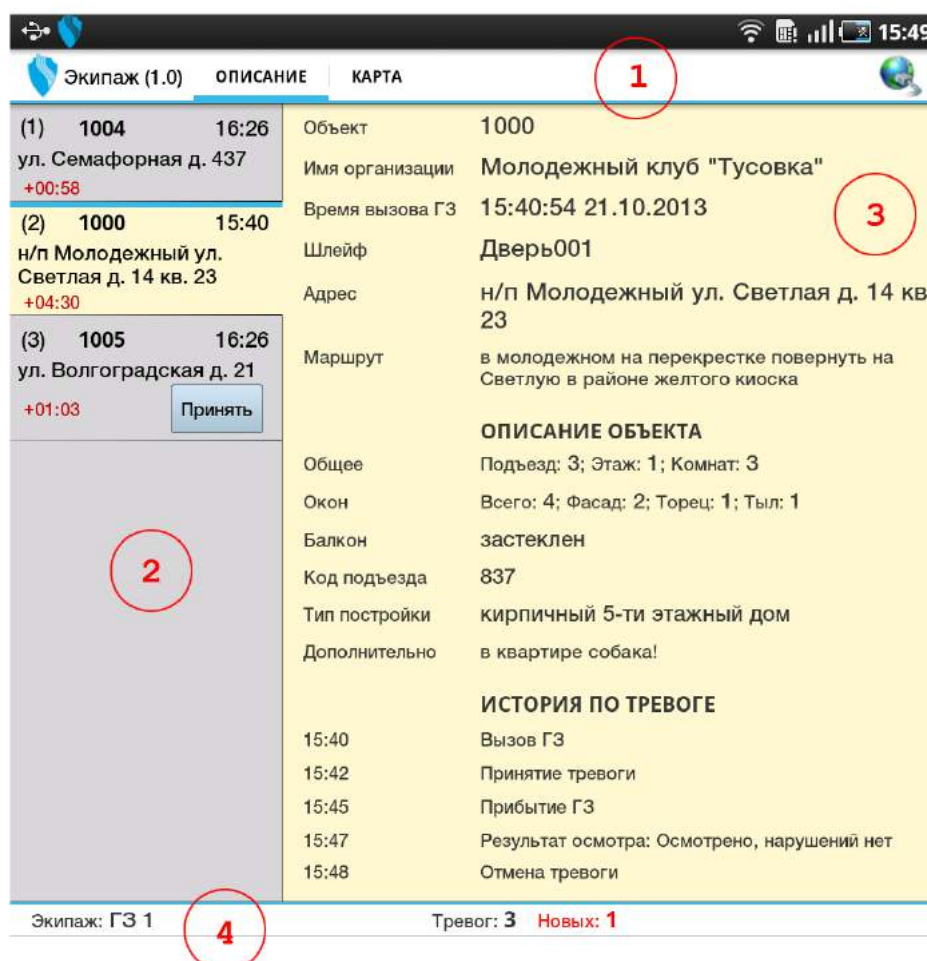 15:49
Экипаж (1.0) ОПИСАНИЕ КАРТА
1
(1) 1004 16:26
ул. Семафорная д. 437
+00:58
(2) 1000 15:40
н/п Молодежный ул.
Светлая д. 14 кв. 23
+04:30
(3) 1005 16:26
ул. Волгоградская д. 21
+01:03 Принять
2
Объект 1000
Имя организации Молодежный клуб "Тусовка"
Время вызова ГЗ 15:40:54 21.10.2013
3
Шлейф Дверь001
Адрес н/п Молодежный ул. Светлая д. 14 кв
23
Маршрут в молодежном на перекрестке повернуть на
Светлую в районе желтого киоска
ОПИСАНИЕ ОБЪЕКТА
Общее Подъезд: 3; Этаж: 1; Комнат: 3
Окон Всего: 4; Фасад: 2; Торец: 1; Тыл: 1
Балкон застеклен
Код подъезда 837
Тип постройки кирпичный 5-ти этажный дом
Дополнительно в квартире собака!
ИСТОРИЯ ПО ТРЕВОГЕ
15:40 Вызов ГЗ
15:42 Принятие тревоги
15:45 Прибытие ГЗ
15:47 Результат осмотра: Осмотрено, нарушений нет
15:48 Отмена тревоги
Экипаж: ГЗ 1 4 Тревог: 3 Новых: 1